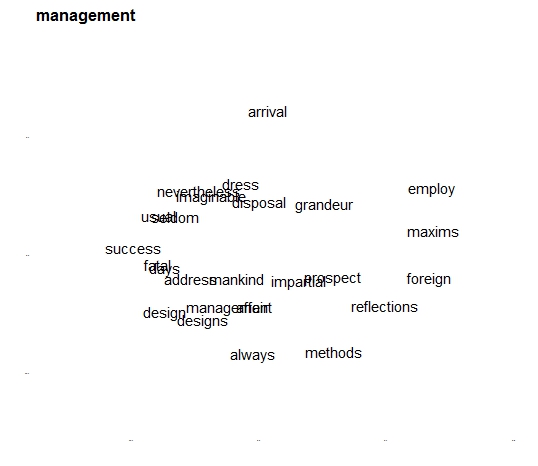 management
arrival
dress
nevertheless
employ
imaginable
disposal
grandeur
usual
seldom
maxims
success
fatal
days
address
mankind
impartial
prospect
foreign
management
affair
reflections
design
designs
always
methods